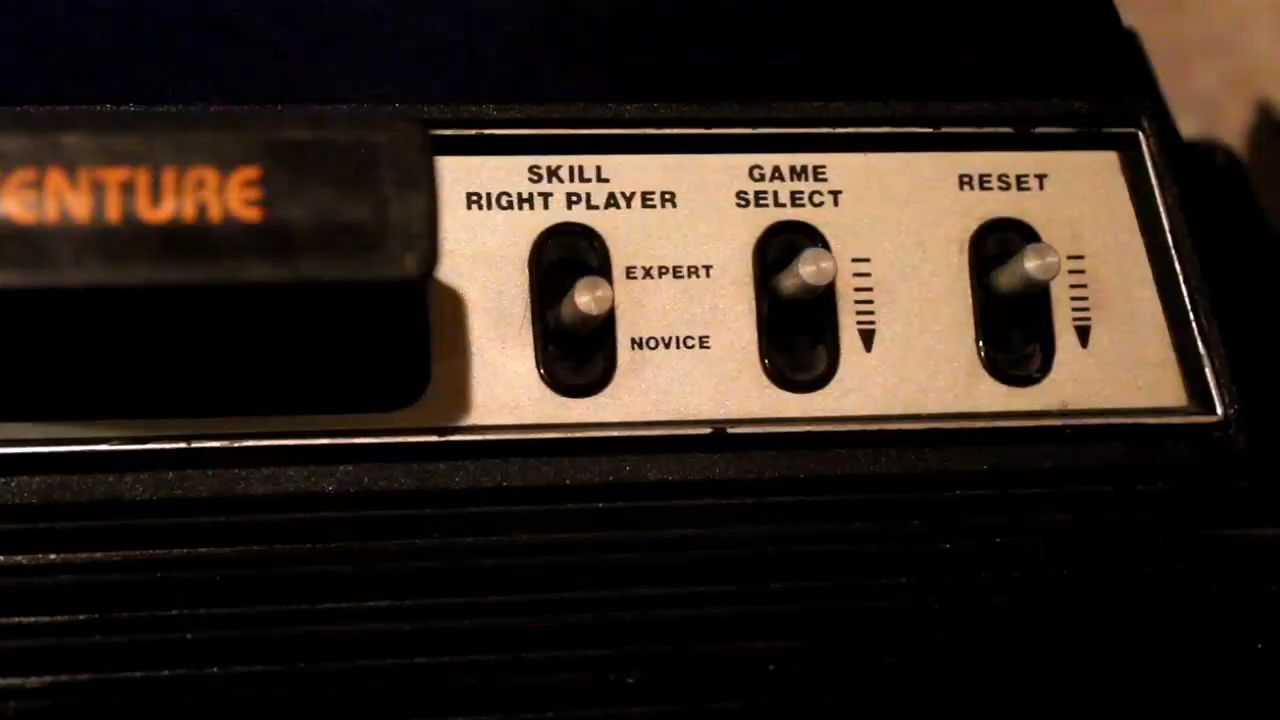 ENTURE
SKILL
RIGHT PLAYER
EXPERT
NOVICE
GAME
SELECT
RESET